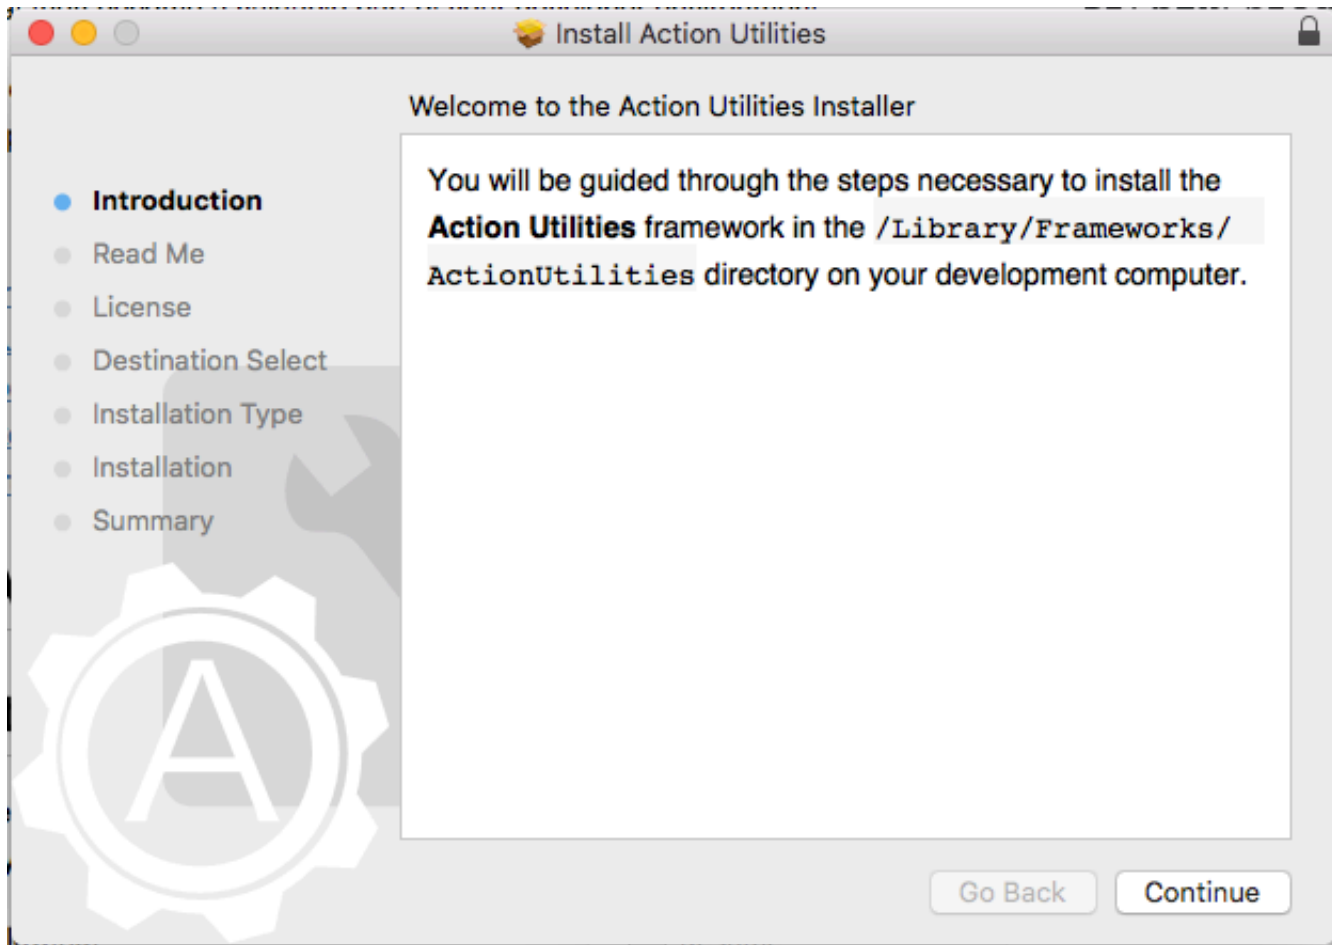 Install Action Utilities
Welcome to the Action Utilities Installer
Introduction
Read Me
License
Destination Select
Installation Type
Installation
Summary
You will be guided through the steps necessary to install the
Action Utilities framework in the /Library/Frameworks/
ActionUtilities directory on your development computer.
A
Go Back
Continue